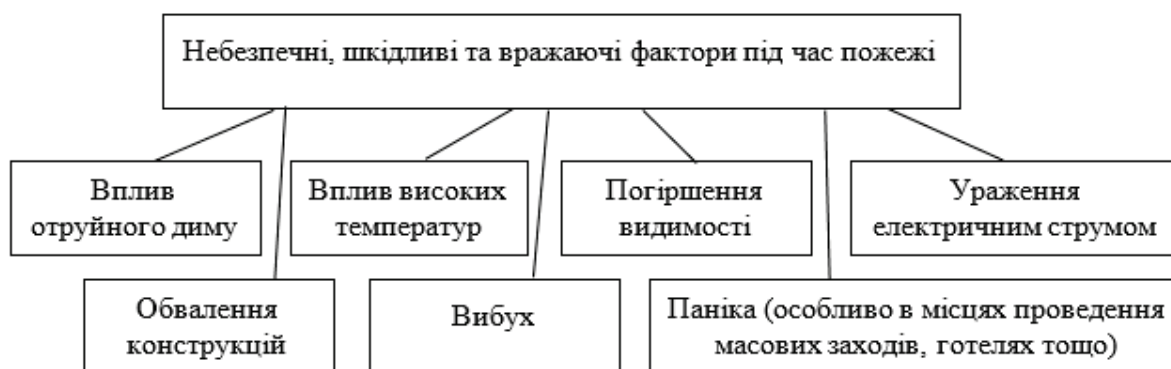 Небезпечні, шкідливі та вражаючі фактори під час пожежі
Вплив
отруйного диму
Вплив високих
температур
Погіршення
видимості
Ураження
електричним струмом
Обвалення
конструкцій
Вибух
Паніка (особливо в місцях проведення
масових заходів, готелях тощо)